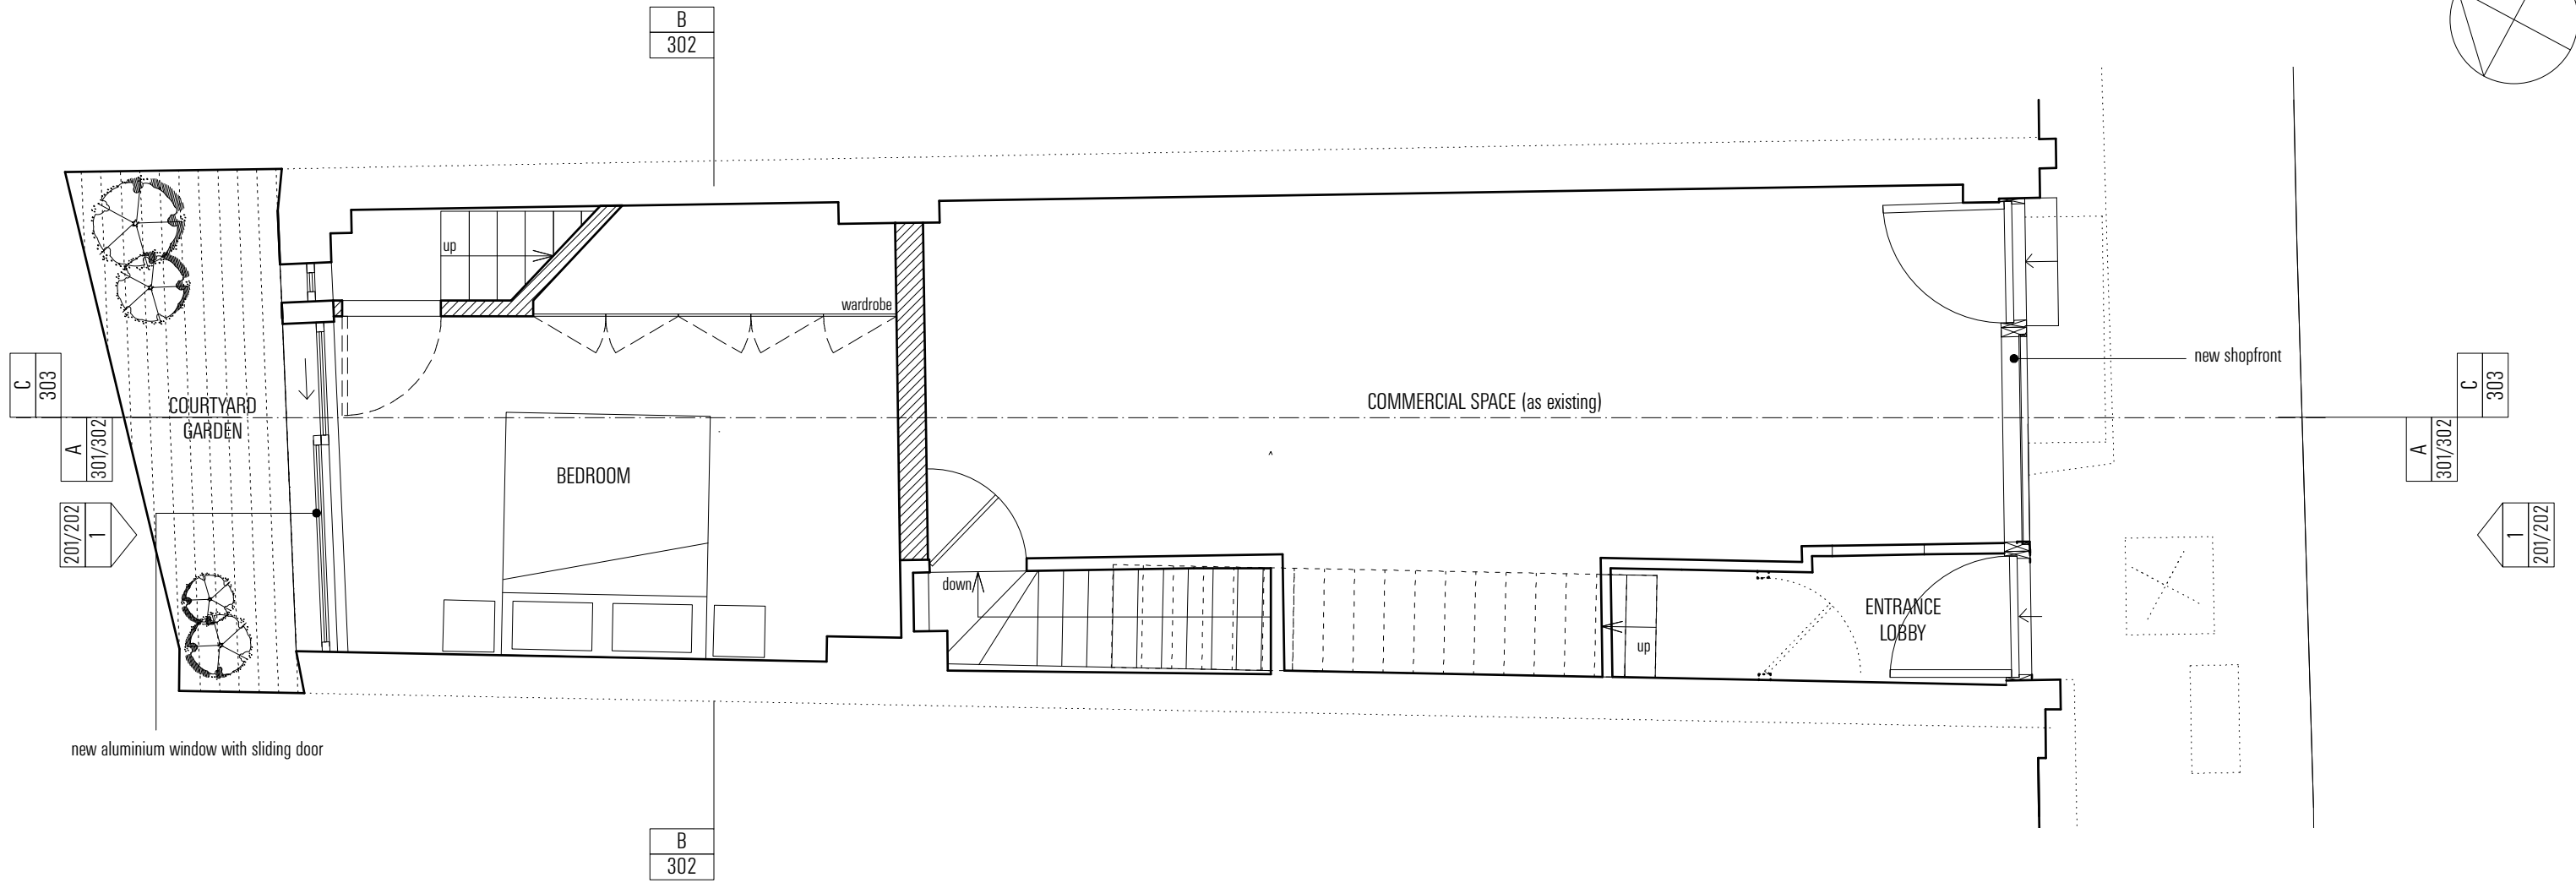 B
302
up
wardrobe
C
303
COURTYARD
GARDEN
A
301/302
BEDROOM
COMMERCIAL SPACE (as existing)
new shopfront
C
303
A
301/302
201/202
1
1
201/202
down
ENTRANCE
LOBBY
up
new aluminium window with sliding door
B
302